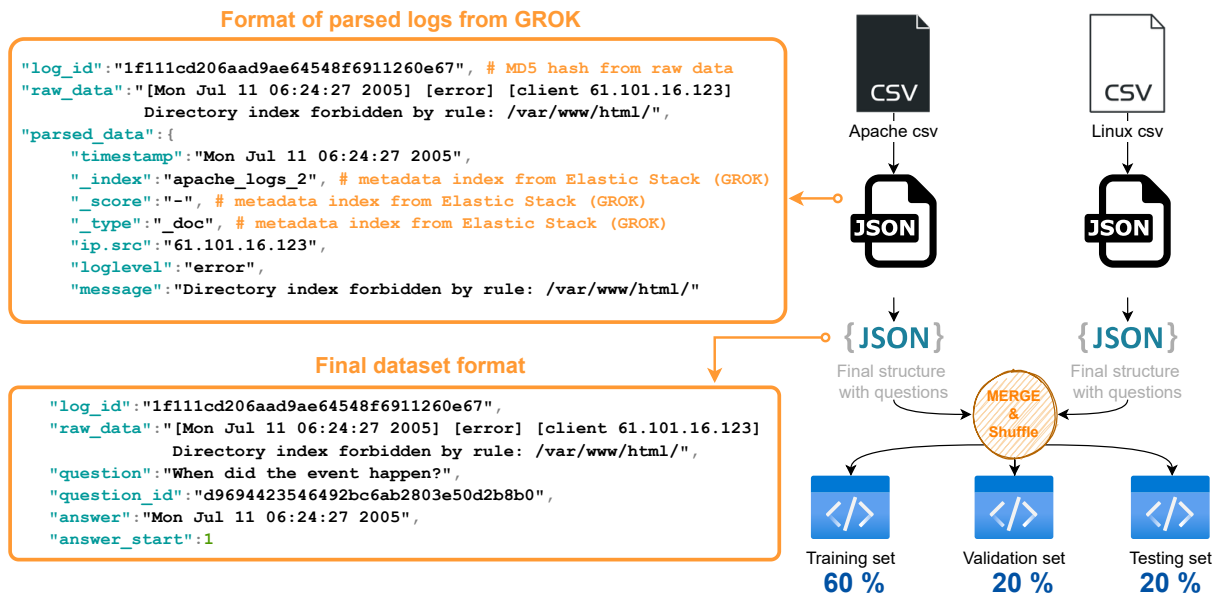 Format of parsed logs from GROK
"log_id":"1f111cd206aad9ae64548f6911260e67", # MD5 hash from raw data
"raw_data":"[Mon Jul 11 06:24:27 2005] [error] [client 61.101.16.123]
Directory index forbidden by rule: /var/www/html/",
"parsed_data":{
"timestamp":"Mon Jul 11 06:24:27 2005",
"_index":"apache_logs_2", # metadata index from Elastic Stack (GROK)
"_score":"-", # metadata index from Elastic Stack (GROK)
"_type":"_doc", # metadata index from Elastic Stack (GROK)
"ip.src":"61.101.16.123",
"loglevel":"error",
"message":"Directory index forbidden by rule: /var/www/html/"
Final dataset format
"log_id":"1f111cd206aad9ae64548f6911260e67",
"raw_data":"[Mon Jul 11 06:24:27 2005] [error] [client 61.101.16.123]
Directory index forbidden by rule: /var/www/html/",
"question":"When did the event happen?",
"question_id":"d9694423546492bc6ab2803e50d2b8b0",
"answer":"Mon Jul 11 06:24:27 2005",
"answer_start":1
CSV
Apache csv
JSON
{JSON}
Final structure
with questions
CSV
Linux csv
JSON
{JSON}
Final structure
with questions
MERGE
&
Shuffle
</>
Training set
60 %
</>
Validation set
20 %
</>
Testing set
20 %